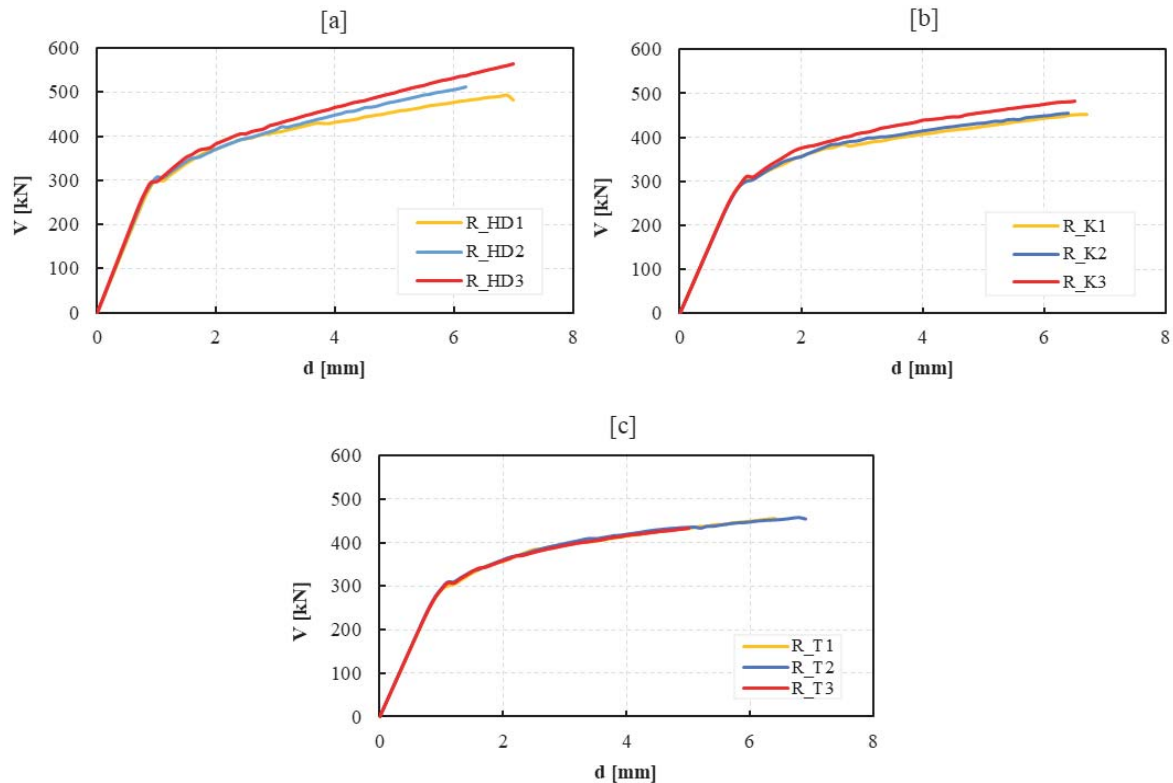 [a]
600
500
400
300
200
100
0
V [kN]
R_HD1
R_HD2
R_HD3
0 2 4 6 8
d [mm]
[b]
600
500
400
300
200
100
0
V [kN]
R_K1
R_K2
R_K3
0 2 4 6 8
d [mm]
[c]
600
500
400
300
200
100
0
V [kN]
R_T1
R_T2
R_T3
0 2 4 6 8
d [mm]